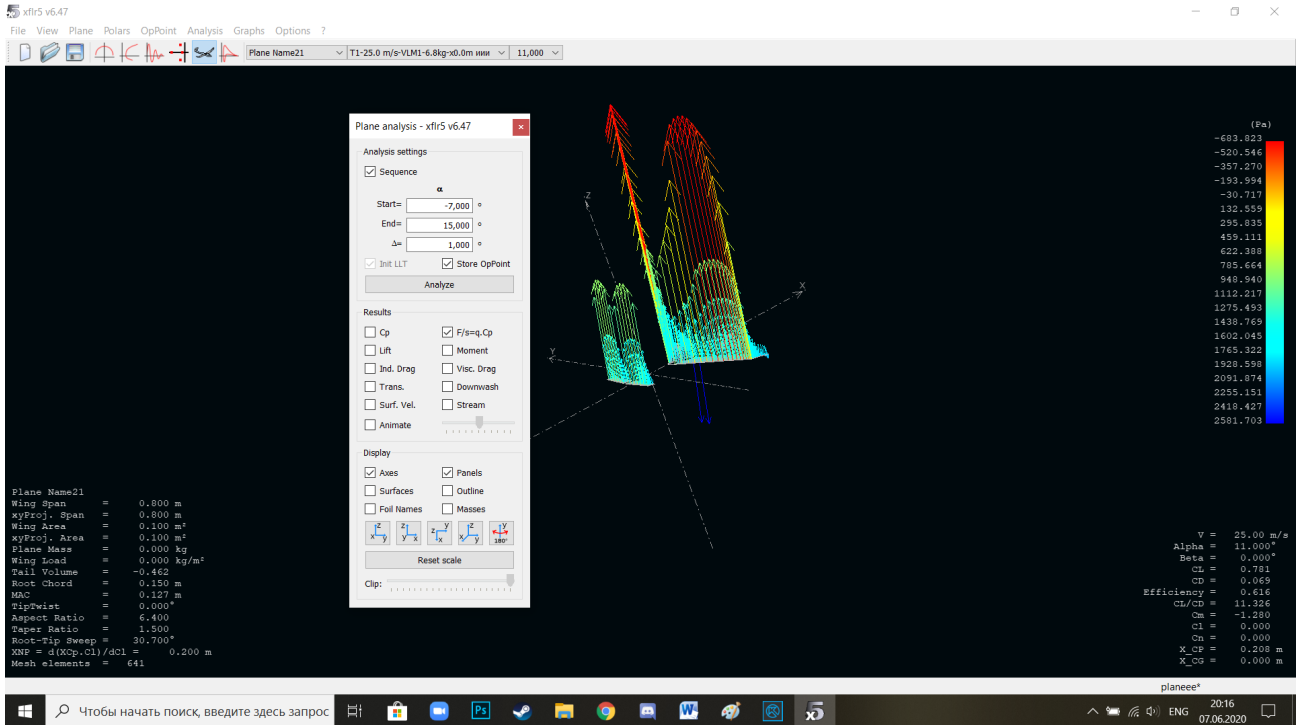 xflr5 v6.47
File View Plane Polars OpPoint Analysis Graphs Options ?
Plane Name21 T1-25.0 m/s-VLM1-6.8kg-x0.0m иии 11,000
Plane analysis - xflr5 v6.47
Analysis settings
Sequence
α
Start= -7,000 °
End= 15,000 °
Δ= 1,000 °
Init LLT Store OpPoint
Analyze
Results
Cp F/s=q.Cp
Lift Moment
Ind. Drag Visc. Drag
Trans. Downwash
Surf. Vel. Stream
Animate
Display
Axes Panels
Surfaces Outline
Foil Names Masses
z x y z y x z y x z x y y 180°
Reset scale
Clip:
Z
X
Y
(Pa)
-683.823
-520.546
-357.270
-193.994
-30.717
132.559
295.835
459.111
622.388
785.664
948.940
1112.217
1275.493
1438.769
1602.045
1765.322
1928.598
2091.874
2255.151
2418.427
2581.703
Plane Name21
Wing Span = 0.800 m
xyProj. Span = 0.800 m
Wing Area = 0.100 m²
xyProj. Area = 0.100 m²
Plane Mass = 0.000 kg
Wing Load = 0.000 kg/m²
Tail Volume = -0.462
Root Chord = 0.150 m
MAC = 0.127 m
TipTwist = 0.000°
Aspect Ratio = 6.400
Taper Ratio = 1.500
Root-Tip Sweep = 30.700°
XNP = d(XCp.Cl)/dCl = 0.200 m
Mesh elements = 641
V = 25.00 m/s
Alpha = 11.000°
Beta = 0.000°
CL = 0.781
CD = 0.069
Efficiency = 0.616
CL/CD = 11.326
Cm = -1.280
Cl = 0.000
Cn = 0.000
X_CP = 0.208 m
X_CG = 0.000 m
planeee*
Чтобы начать поиск, введите здесь запрос
Ps
W
x5
ENG
20:16
07.06.2020